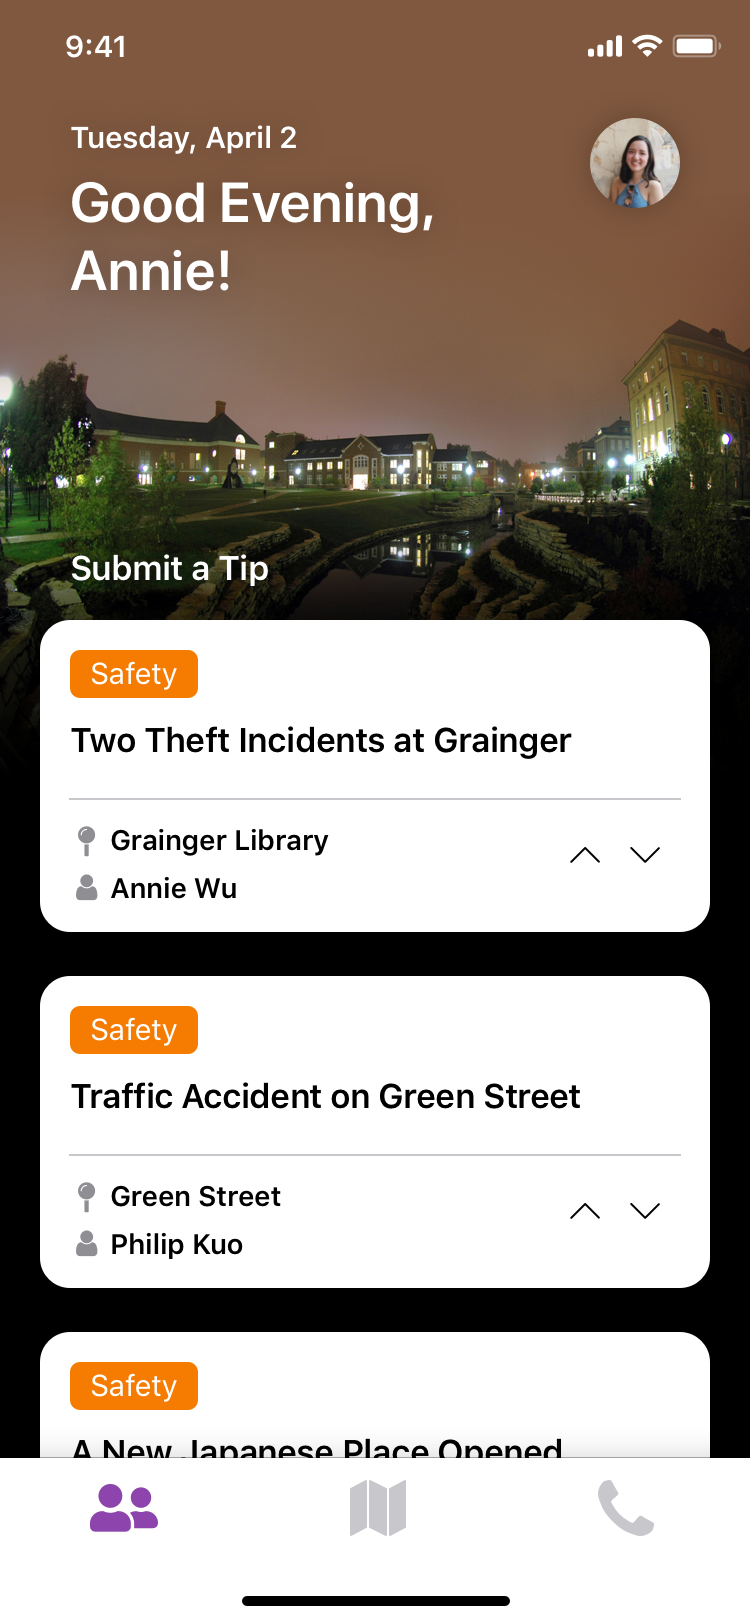 9:41
Tuesday, April 2
Good Evening,
Annie!
Submit a Tip
Safety
Two Theft Incidents at Grainger
Grainger Library
Annie Wu
Safety
Traffic Accident on Green Street
Green Street
Philip Kuo
Safety
A New Japanese Place Opened